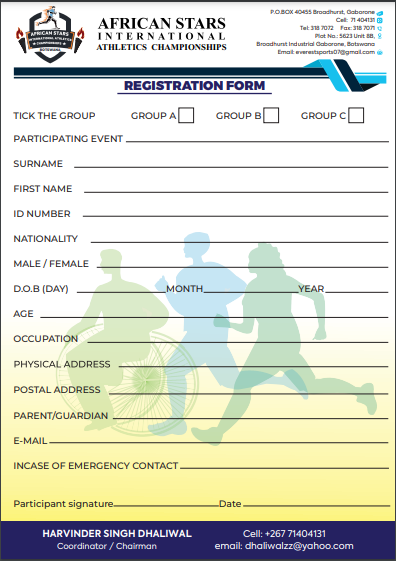 AFRICAN STARS
INTERNATIONAL ATHLETICS
CHAMPIONSHIPS
BOTSWANA
AFRICAN STARS
INTERNATIONAL
ATHLETICS CHAMPIONSHIPS
P.O.BOX 40455 Broadhurst, Gaborone
Cell: 71 404131
Tel: 318 7072 Fax: 318 7071
Plot No.: 5623 Unit 8B,
Broadhurst Industrial Gaborone, Botswana
Email: everestsports07@gmail.com
REGISTRATION FORM
TICK THE GROUP GROUP A GROUP B GROUP C
PARTICIPATING EVENT
SURNAME
FIRST NAME
ID NUMBER
NATIONALITY
MALE / FEMALE
D.O.B (DAY) MONTH YEAR
AGE
OCCUPATION
PHYSICAL ADDRESS
POSTAL ADDRESS
PARENT/GUARDIAN
E-MAIL
INCASE OF EMERGENCY CONTACT
Participant signature Date
HARVINDER SINGH DHALIWAL
Coordinator / Chairman
Cell: +267 71404131
email: dhaliwalzz@yahoo.com